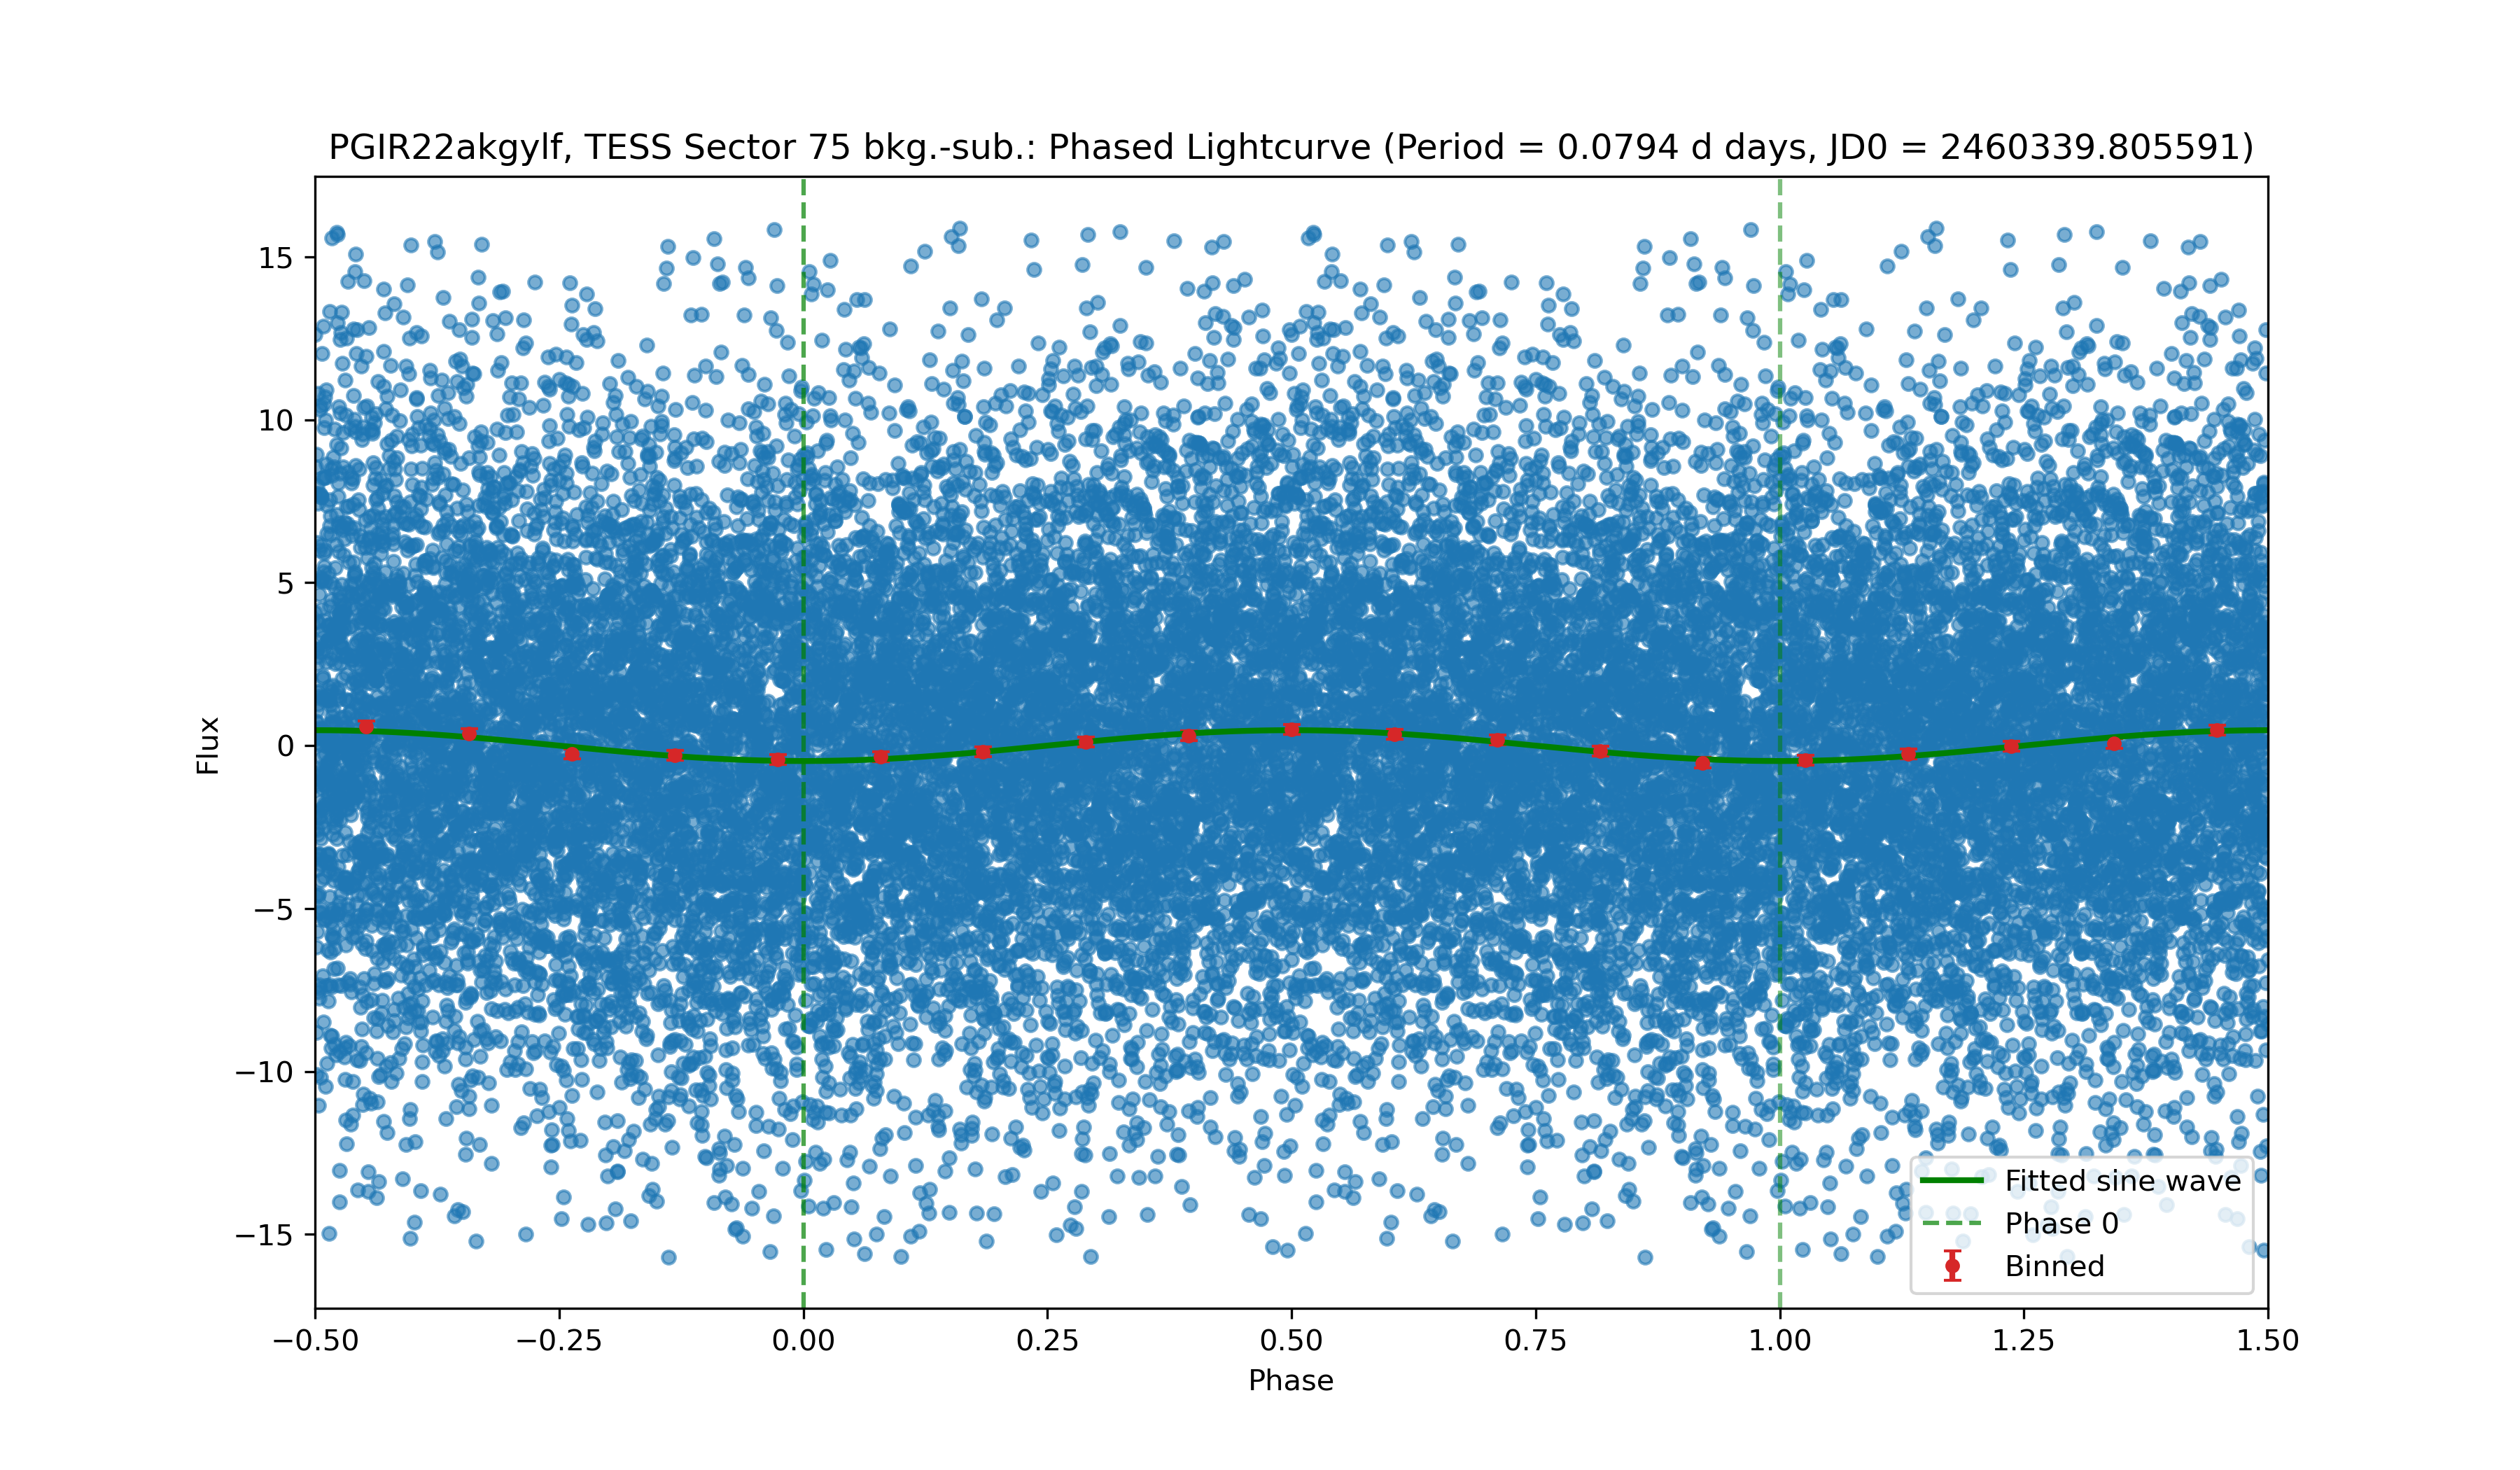 PGIR22akgylf, TESS Sector 75 bkg.-sub.: Phased Lightcurve (Period = 0.0794 d days, JD0 = 2460339.805591)
15
10
5
0
−5
−10
−15
Flux
Fitted sine wave
Phase 0
Binned
−0.50 −0.25 0.00 0.25 0.50 0.75 1.00 1.25 1.50
Phase